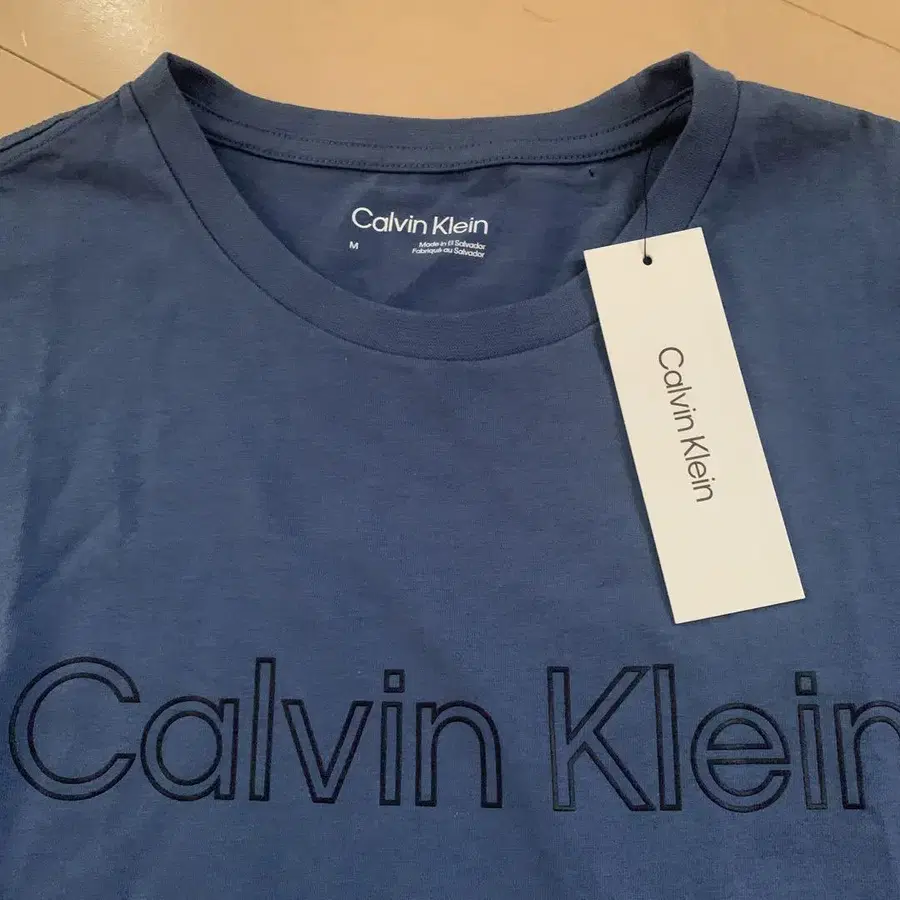 Calvin Klein
M
Made in El Salvador
Fabriqué au Salvador
Calvin Klein
Calvin Klein